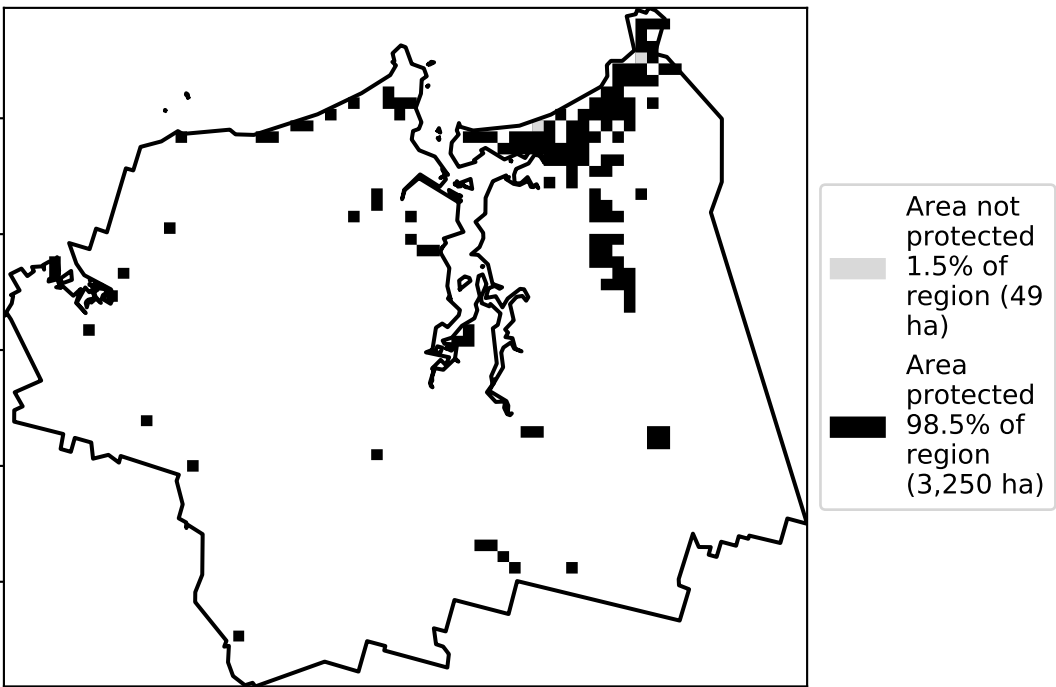 Area not
protected
1.5% of
region (49
ha)
Area
protected
98.5% of
region
(3,250 ha)